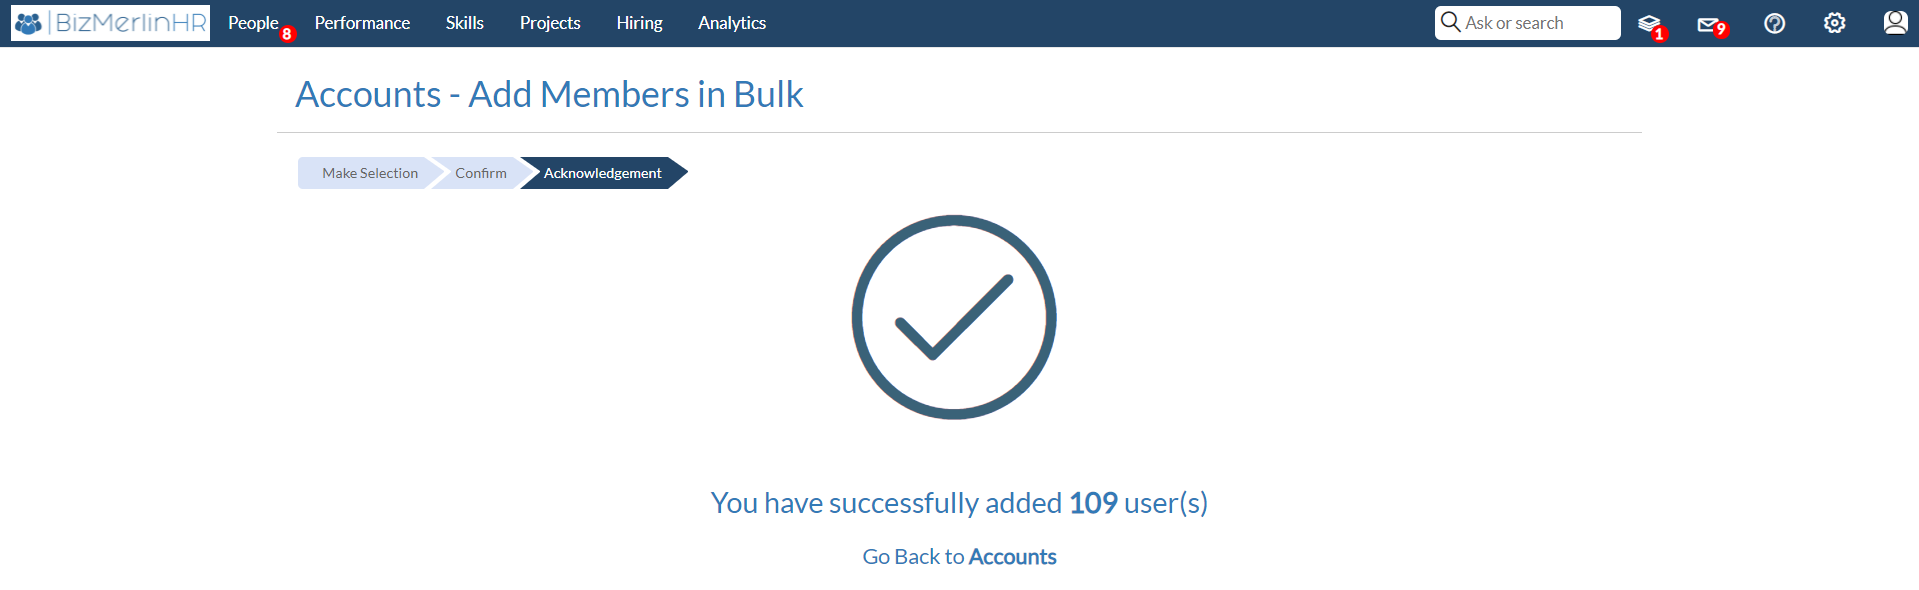 BizMerlinHR People 8 Performance Skills Projects Hiring Analytics Ask or search 1 9
Accounts - Add Members in Bulk
Make Selection Confirm Acknowledgement
You have successfully added 109 user(s)
Go Back to Accounts